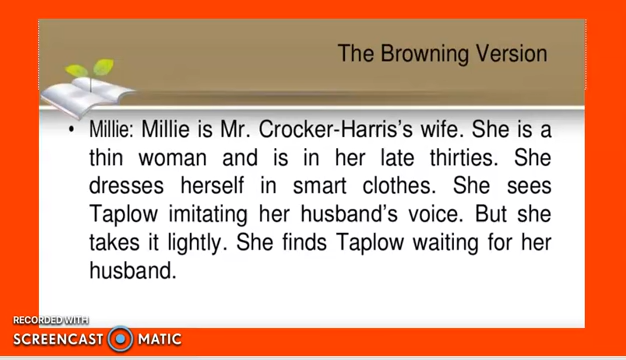 The Browning Version
• Millie: Millie is Mr. Crocker-Harris's wife. She is a
thin woman and is in her late thirties. She
dresses herself in smart clothes. She sees
Taplow imitating her husband's voice. But she
takes it lightly. She finds Taplow waiting for her
husband.
RECORDED WITH
SCREENCAST MATIC